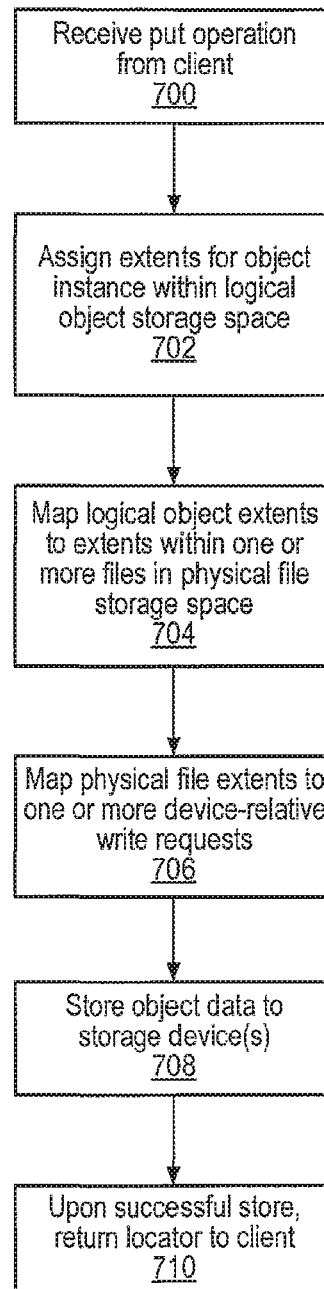 Receive put operation
from client
700
Assign extents for object
instance within logical
object storage space
702
Map logical object extents
to extents within one or
more files in physical file
storage space
704
Map physical file extents to
one or more device-relative
write requests
706
Store object data to
storage device(s)
708
Upon successful store,
return locator to client
710